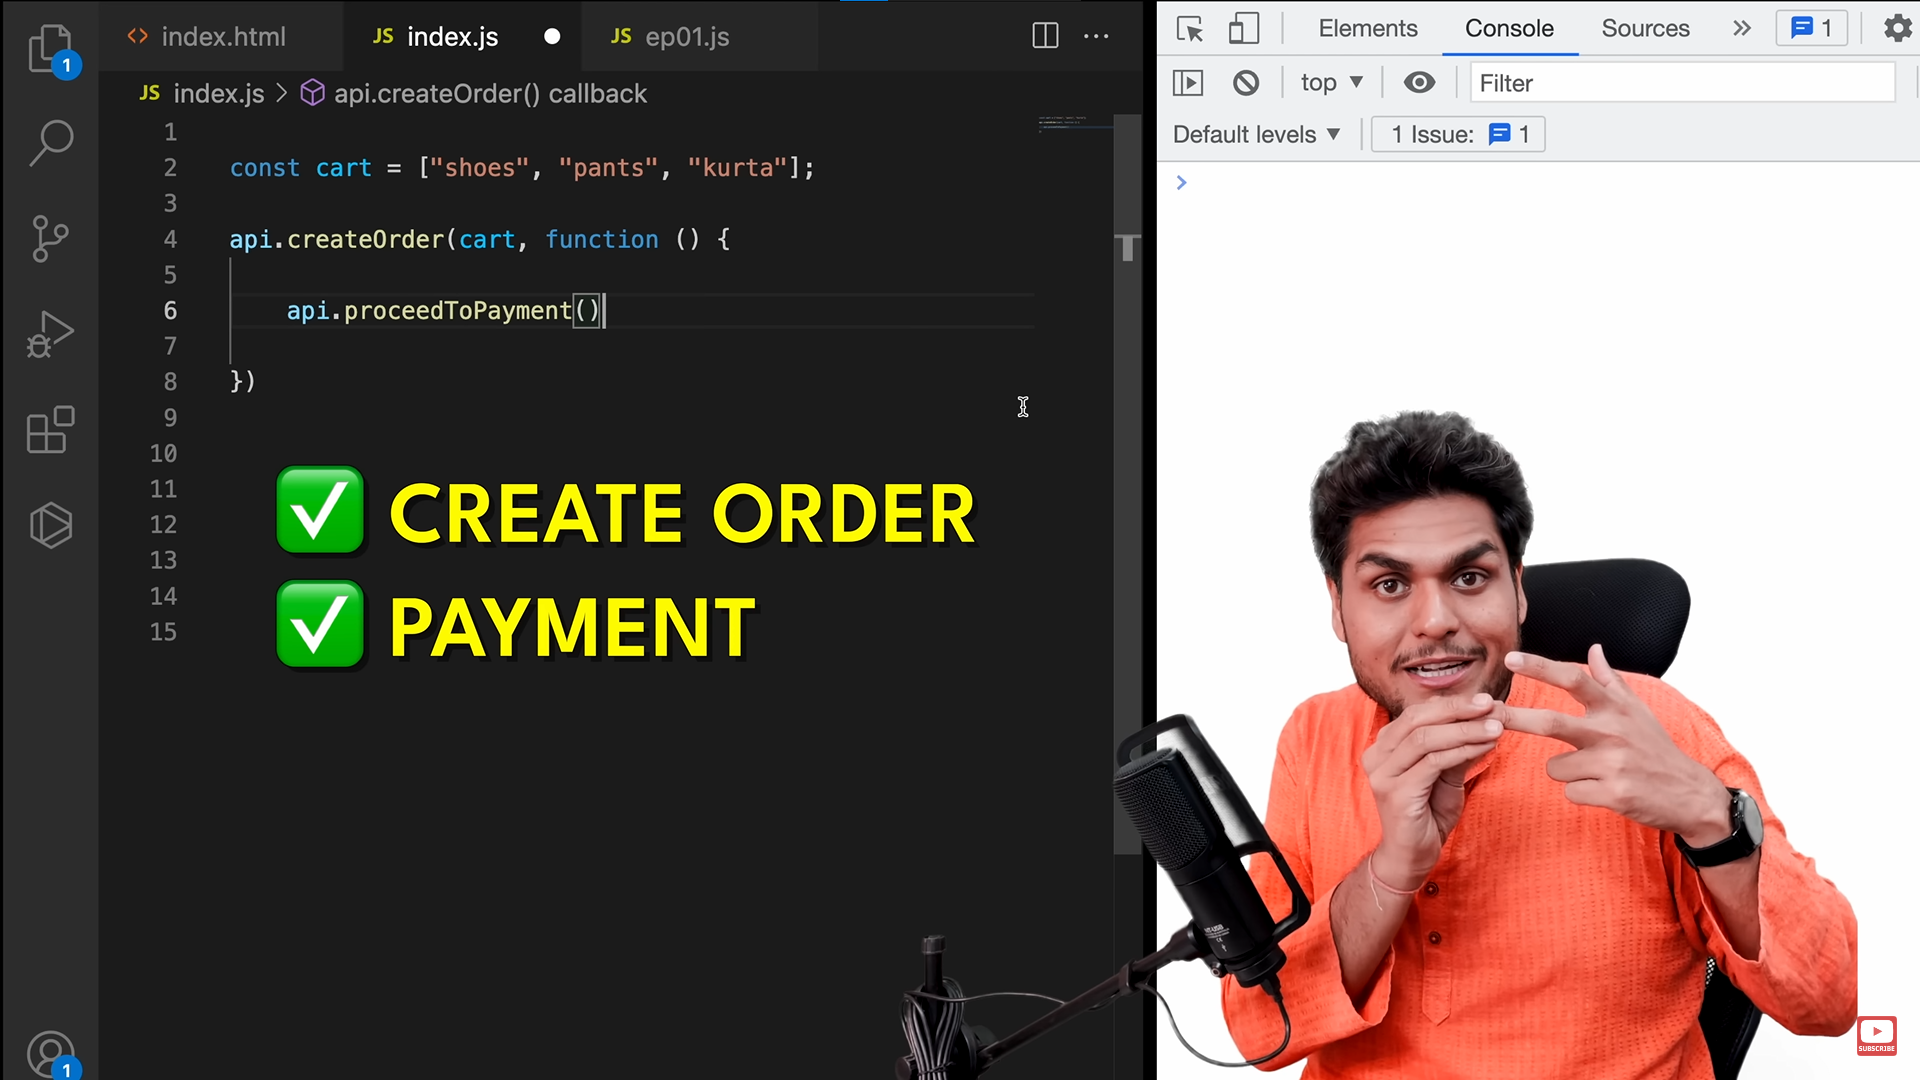 index.html
JS index.js
JS ep01.js
JS index.js > api.createOrder() callback
1
2 const cart = ["shoes", "pants", "kurta"];
3
4 api.createOrder(cart, function () {
5
6 api.proceedToPayment()
7
8 })
9
10
11
12
13
14
15
✅ CREATE ORDER
✅ PAYMENT
1
1
Elements Console Sources » 1
top ▼ Filter
Default levels ▼ 1 Issue: 1
>
NT-USB
SUBSCRIBE